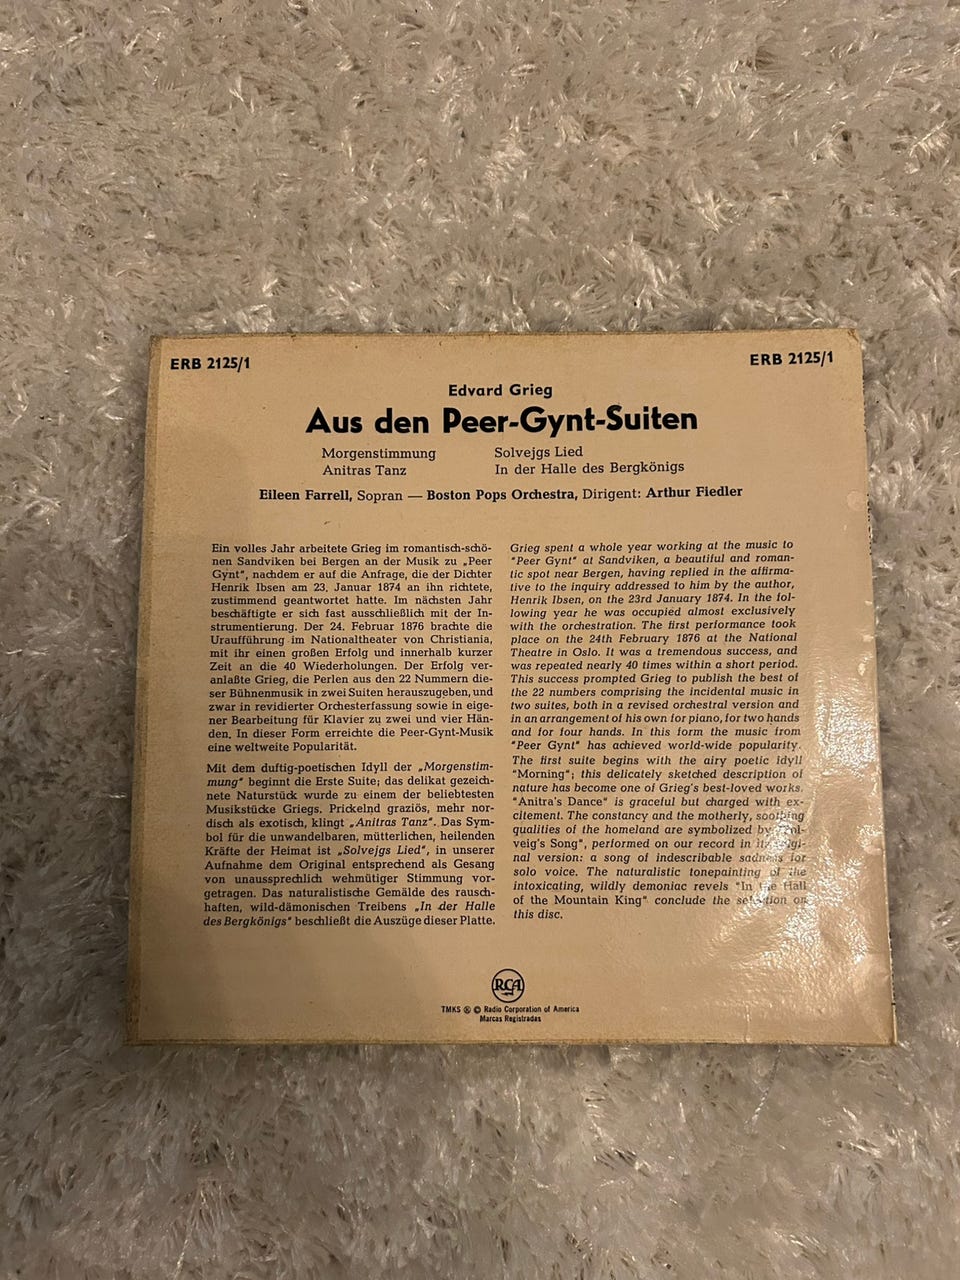 ERB 2125/1
ERB 2125/1
Edvard Grieg
Aus den Peer-Gynt-Suiten
Morgenstimmung
Anitras Tanz
Solvejgs Lied
In der Halle des Bergkönigs
Eileen Farrell, Sopran — Boston Pops Orchestra, Dirigent: Arthur Fiedler
Ein volles Jahr arbeitete Grieg im romantisch-schö-
nen Sandviken bei Bergen an der Musik zu „Peer
Gynt“, nachdem er auf die Anfrage, die der Dichter
Henrik Ibsen am 23. Januar 1874 an ihn richtete,
zustimmend geantwortet hatte. Im nächsten Jahr
beschäftigte er sich fast ausschließlich mit der In-
strumentierung. Der 24. Februar 1876 brachte die
Uraufführung im Nationaltheater von Christiania,
mit ihr einen großen Erfolg und innerhalb kurzer
Zeit an die 40 Wiederholungen. Der Erfolg ver-
anlaßte Grieg, die Perlen aus den 22 Nummern die-
ser Bühnenmusik in zwei Suiten herauszugeben, und
zwar in revidierter Orchesterfassung sowie in eige-
ner Bearbeitung für Klavier zu zwei und vier Hän-
den. In dieser Form erreichte die Peer-Gynt-Musik
eine weltweite Popularität.
Mit dem duftig-poetischen Idyll der „Morgenstim-
mung“ beginnt die Erste Suite; das delikat gezeich-
nete Naturstück wurde zu einem der beliebtesten
Musikstücke Griegs. Prickelnd graziös, mehr nor-
disch als exotisch, klingt „Anitras Tanz“. Das Sym-
bol für die unwandelbaren, mütterlichen, heilenden
Kräfte der Heimat ist „Solvejgs Lied“, in unserer
Aufnahme dem Original entsprechend als Gesang
von unaussprechlich wehmütiger Stimmung vor-
getragen. Das naturalistische Gemälde des rausch-
haften, wild-dämonischen Treibens „In der Halle
des Bergkönigs“ beschließt die Auszüge dieser Platte.
Grieg spent a whole year working at the music to
"Peer Gynt" at Sandviken, a beautiful and roman-
tic spot near Bergen, having replied in the affirma-
tive to the inquiry addressed to him by the author,
Henrik Ibsen, on the 23rd January 1874. In the fol-
lowing year he was occupied almost exclusively
with the orchestration. The first performance took
place on the 24th February 1876 at the National
Theatre in Oslo. It was a tremendous success, and
was repeated nearly 40 times within a short period.
This success prompted Grieg to publish the best of
the 22 numbers comprising the incidental music in
two suites, both in a revised orchestral version and
in an arrangement of his own for piano, for two hands
and for four hands. In this form the music from
"Peer Gynt" has achieved world-wide popularity.
The first suite begins with the airy poetic idyll
"Morning"; this delicately sketched description of
nature has become one of Grieg's best-loved works.
"Anitra's Dance" is graceful but charged with ex-
citement. The constancy and the motherly, soothing
qualities of the homeland are symbolized by "Sol-
veig's Song", performed on our record in its origi-
nal version: a song of indescribable sadness for
solo voice. The naturalistic tonepainting of the
intoxicating, wildly demoniac revels "In the Hall
of the Mountain King" conclude the selection on
this disc.
RCA
TMKS ® © Radio Corporation of America
Marcas Registradas